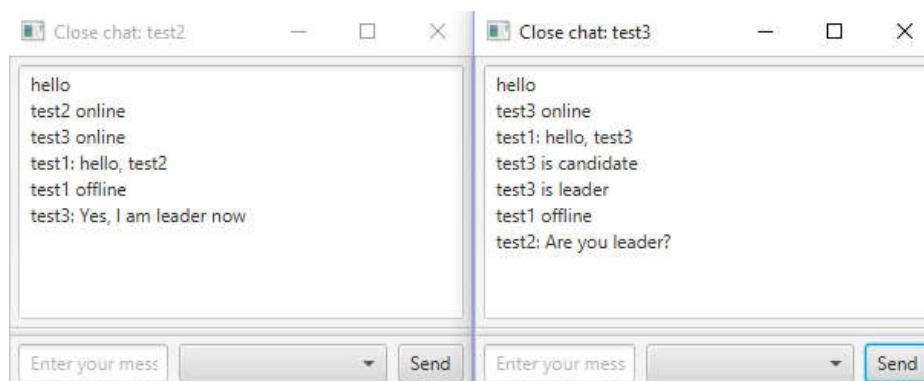 Close chat: test2
hello
test2 online
test3 online
test1: hello, test2
test1 offline
test3: Yes, I am leader now
Enter your mess
Send
Close chat: test3
hello
test3 online
test1: hello, test3
test3 is candidate
test3 is leader
test1 offline
test2: Are you leader?
Enter your mess
Send